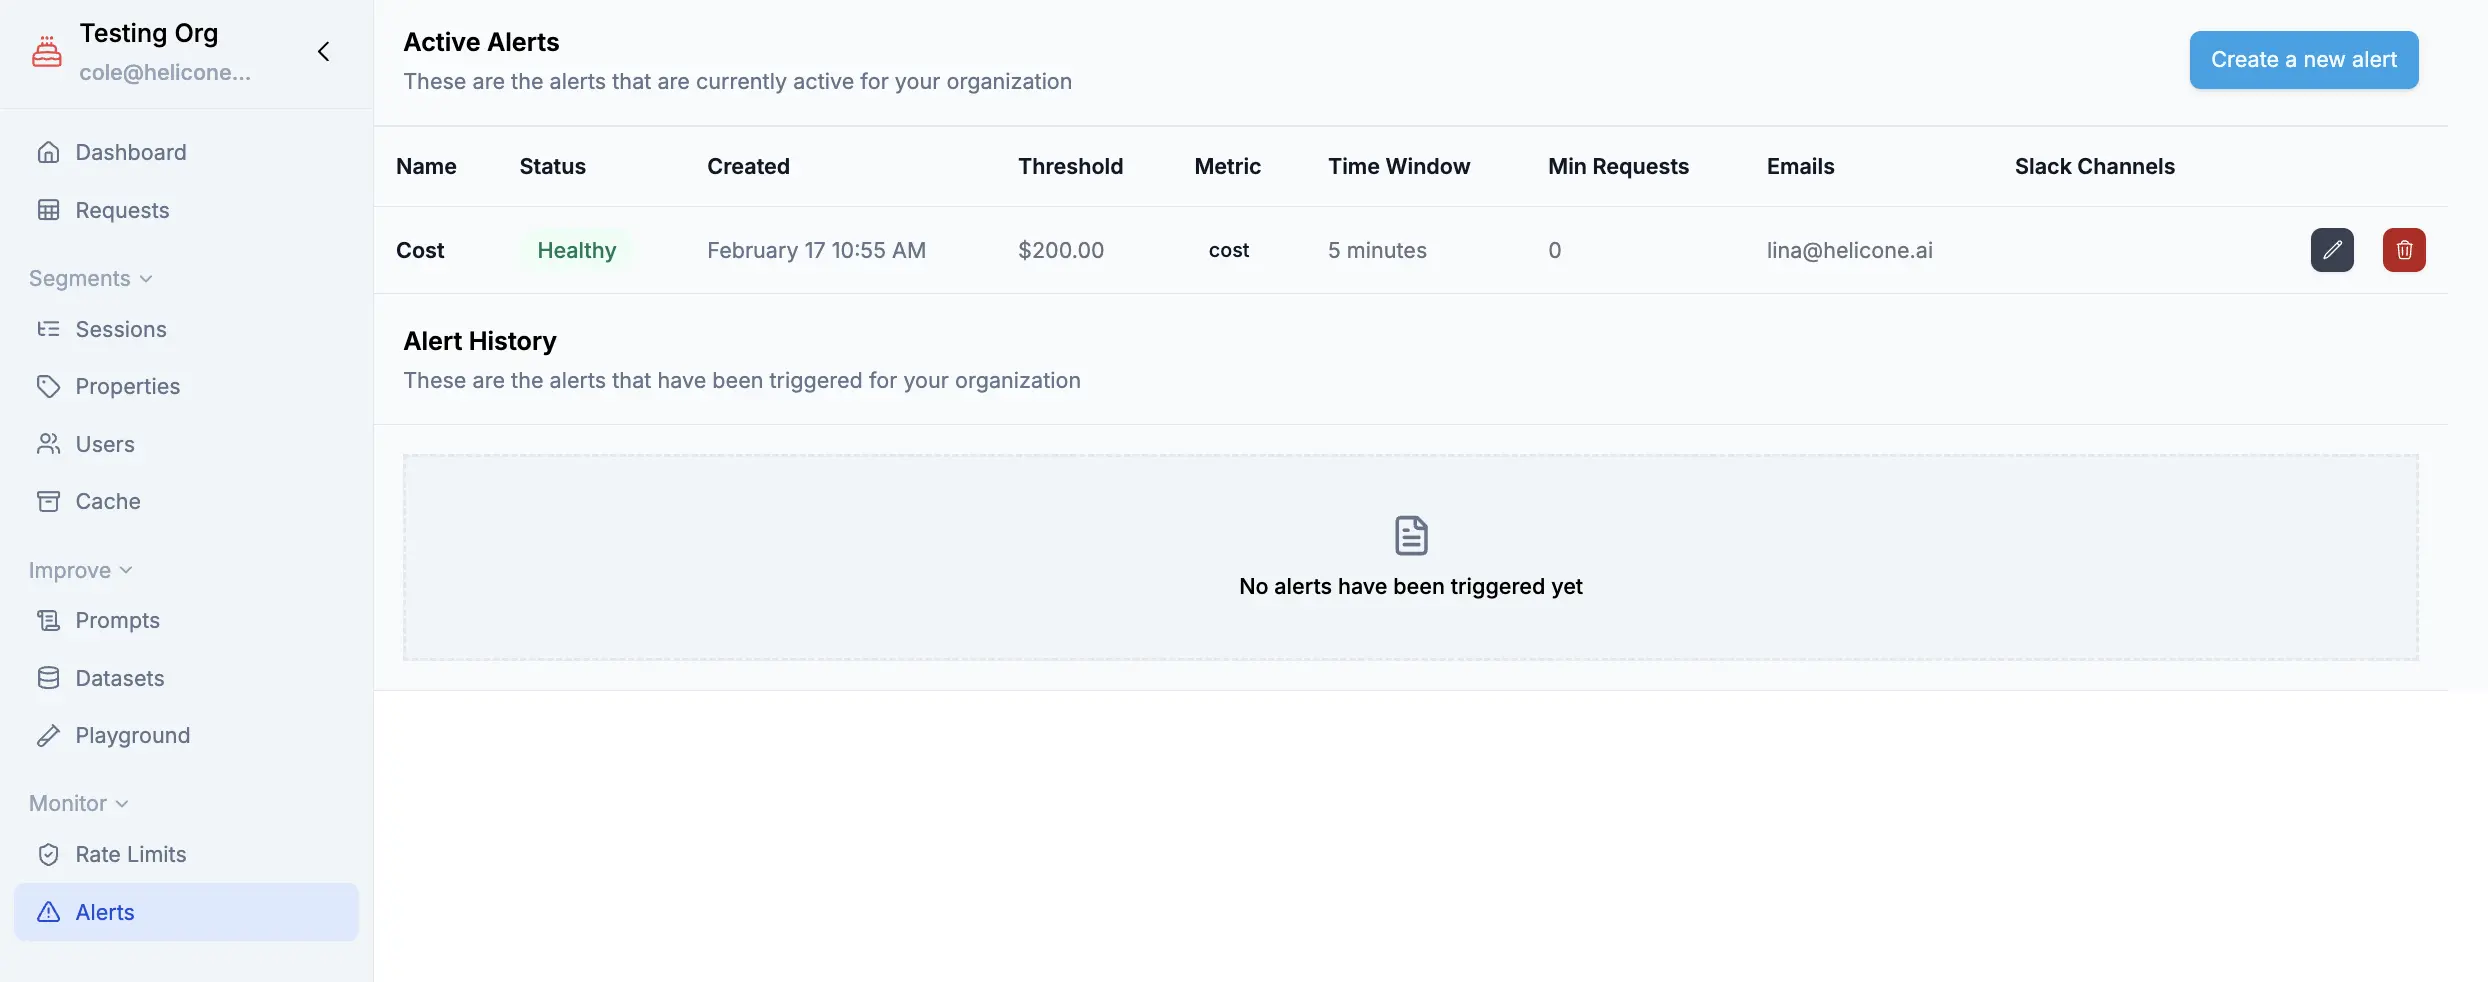 Testing Org
cole@helicone...
Dashboard
Requests
Segments
Sessions
Properties
Users
Cache
Improve
Prompts
Datasets
Playground
Monitor
Rate Limits
Alerts
Active Alerts
These are the alerts that are currently active for your organization
Create a new alert
Name Status Created Threshold Metric Time Window Min Requests Emails Slack Channels
Cost Healthy February 17 10:55 AM $200.00 cost 5 minutes 0 lina@helicone.ai
Alert History
These are the alerts that have been triggered for your organization
No alerts have been triggered yet